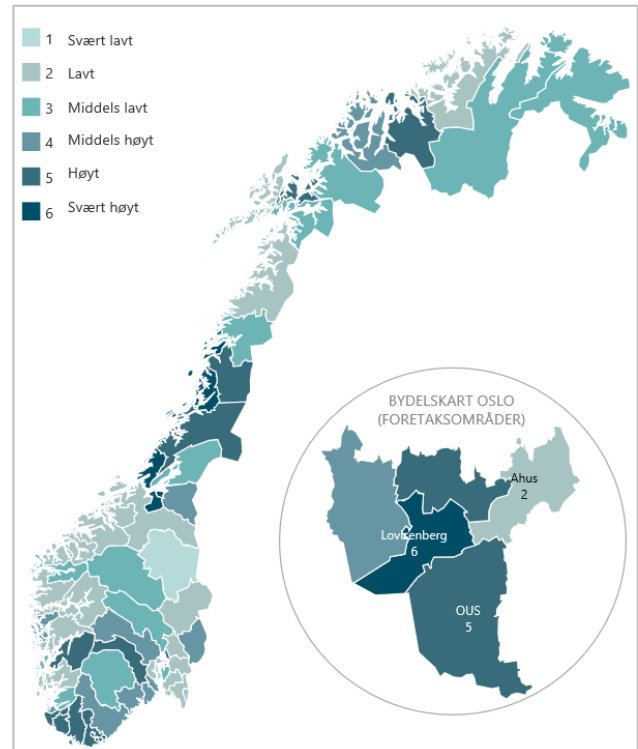 1 Svært lavt
2 Lavt
3 Middels lavt
4 Middels høyt
5 Høyt
6 Svært høyt
BYDELSKART OSLO
(FORETAKSOMRÅDER)
Ahus
2
Lovisenberg
6
OUS
5